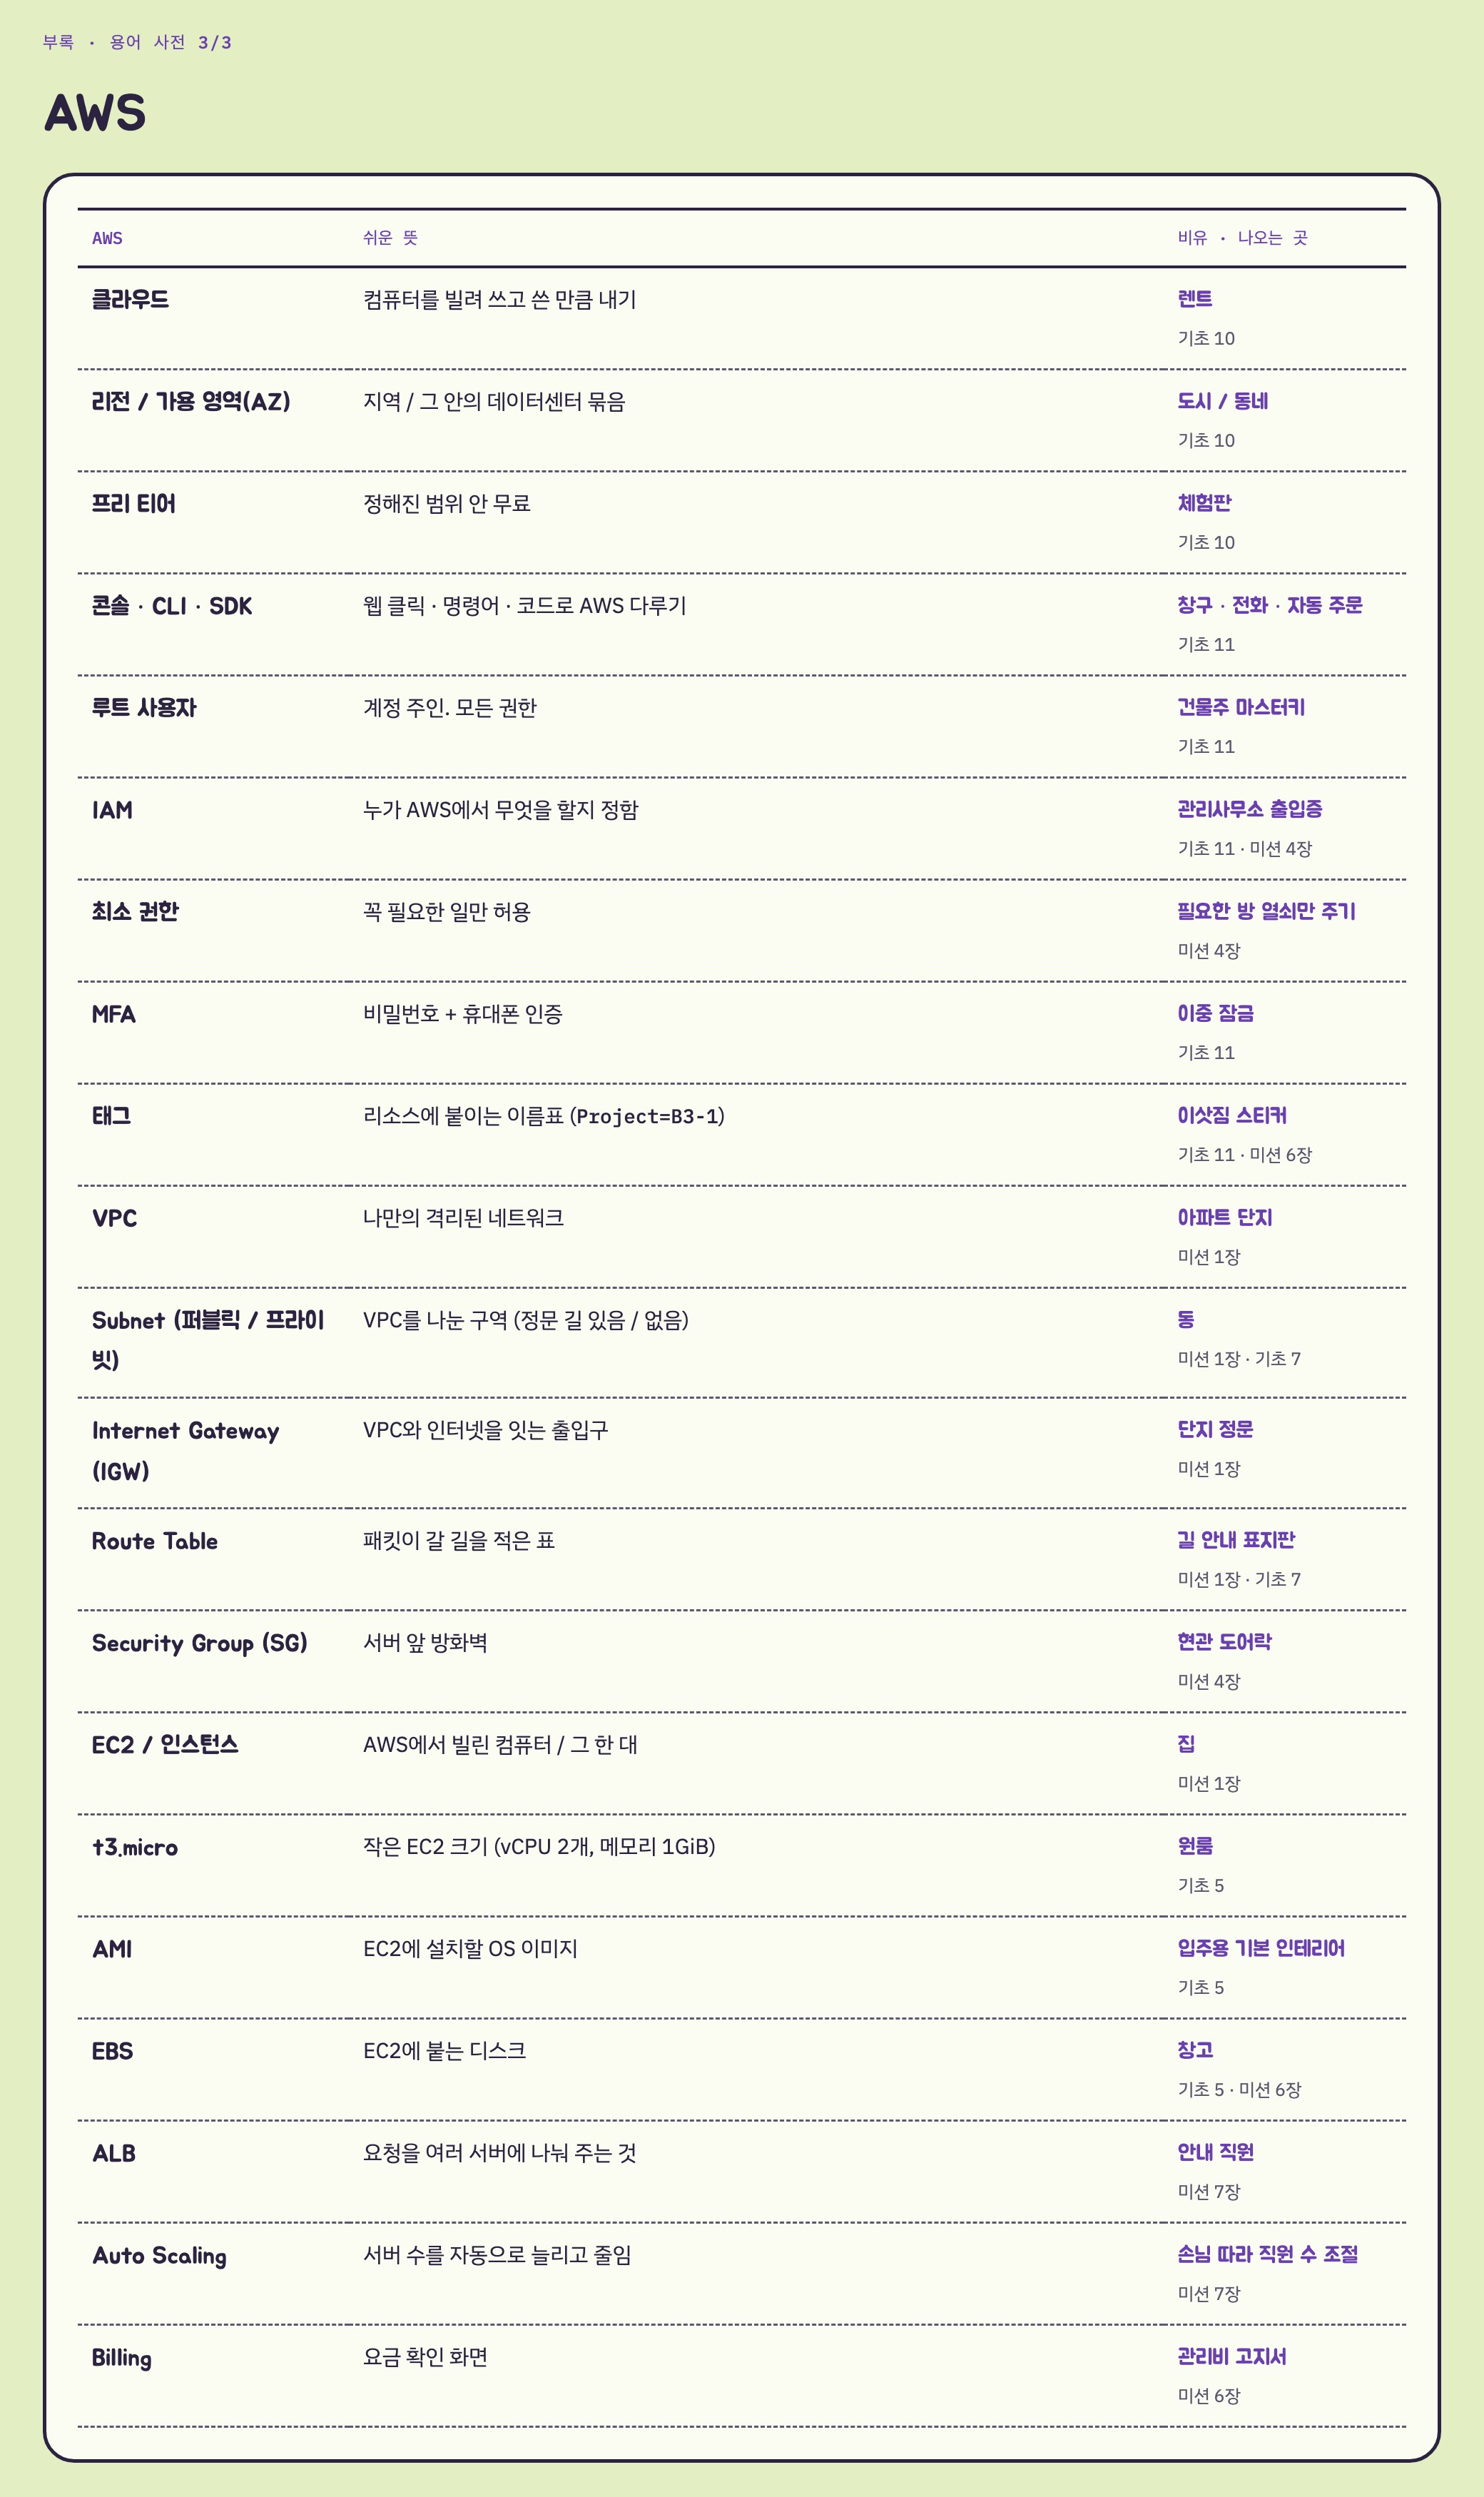 부록 · 용어 사전 3/3
AWS
AWS 쉬운 뜻 비유 · 나오는 곳
클라우드 컴퓨터를 빌려 쓰고 쓴 만큼 내기 렌트
기초 10
리전 / 가용 영역(AZ) 지역 / 그 안의 데이터센터 묶음 도시 / 동네
기초 10
프리 티어 정해진 범위 안 무료 체험판
기초 10
콘솔 · CLI · SDK 웹 클릭 · 명령어 · 코드로 AWS 다루기 창구 · 전화 · 자동 주문
기초 11
루트 사용자 계정 주인. 모든 권한 건물주 마스터키
기초 11
IAM 누가 AWS에서 무엇을 할지 정함 관리사무소 출입증
기초 11 · 미션 4장
최소 권한 꼭 필요한 일만 허용 필요한 방 열쇠만 주기
미션 4장
MFA 비밀번호 + 휴대폰 인증 이중 잠금
기초 11
태그 리소스에 붙이는 이름표 (Project=B3-1) 이삿짐 스티커
기초 11 · 미션 6장
VPC 나만의 격리된 네트워크 아파트 단지
미션 1장
Subnet (퍼블릭 / 프라이 VPC를 나눈 구역 (정문 길 있음 / 없음) 동
빗) 미션 1장 · 기초 7
Internet Gateway VPC와 인터넷을 잇는 출입구 단지 정문
(IGW) 미션 1장
Route Table 패킷이 갈 길을 적은 표 길 안내 표지판
미션 1장 · 기초 7
Security Group (SG) 서버 앞 방화벽 현관 도어락
미션 4장
EC2 / 인스턴스 AWS에서 빌린 컴퓨터 / 그 한 대 집
미션 1장
t3.micro 작은 EC2 크기 (vCPU 2개, 메모리 1GiB) 원룸
기초 5
AMI EC2에 설치할 OS 이미지 입주용 기본 인테리어
기초 5
EBS EC2에 붙는 디스크 창고
기초 5 · 미션 6장
ALB 요청을 여러 서버에 나눠 주는 것 안내 직원
미션 7장
Auto Scaling 서버 수를 자동으로 늘리고 줄임 손님 따라 직원 수 조절
미션 7장
Billing 요금 확인 화면 관리비 고지서
미션 6장